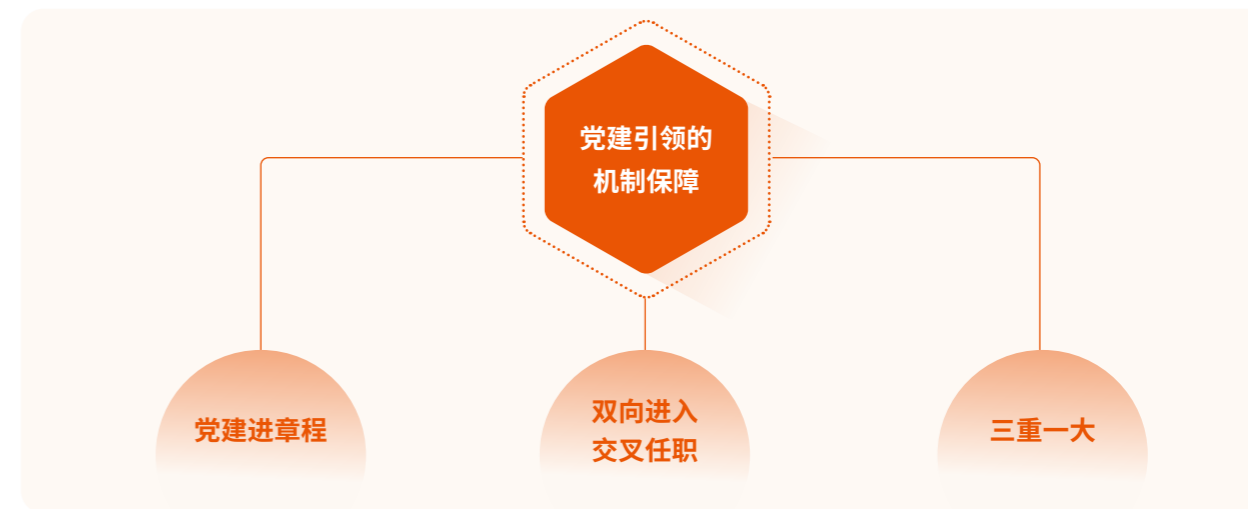 党建引领的
机制保障
党建进章程
双向进入
交叉任职
三重一大